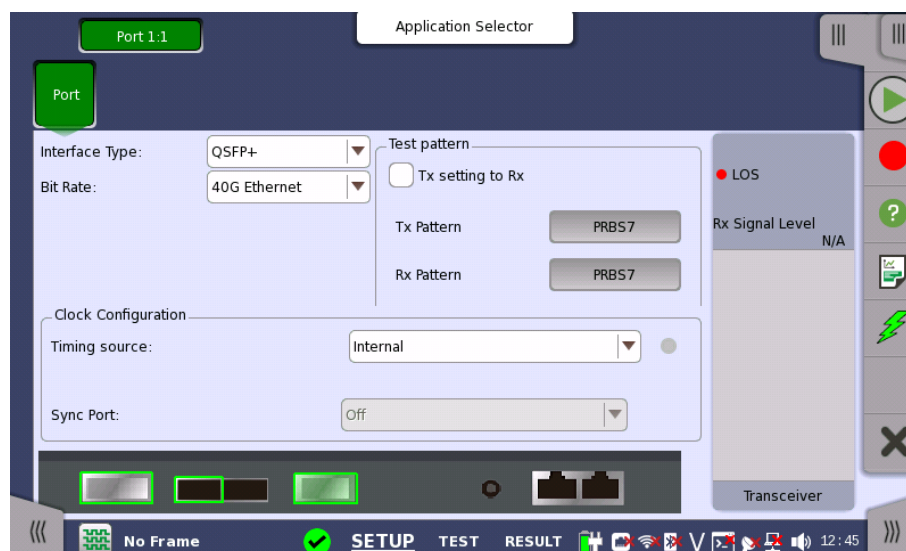 Port 1:1
Application Selector
Port
Interface Type:
QSFP+
Bit Rate:
40G Ethernet
Test pattern
Tx setting to Rx
Tx Pattern
PRBS7
Rx Pattern
PRBS7
LOS
Rx Signal Level
N/A
Clock Configuration
Timing source:
Internal
Sync Port:
Off
Transceiver
No Frame
SETUP
TEST
RESULT
12:45